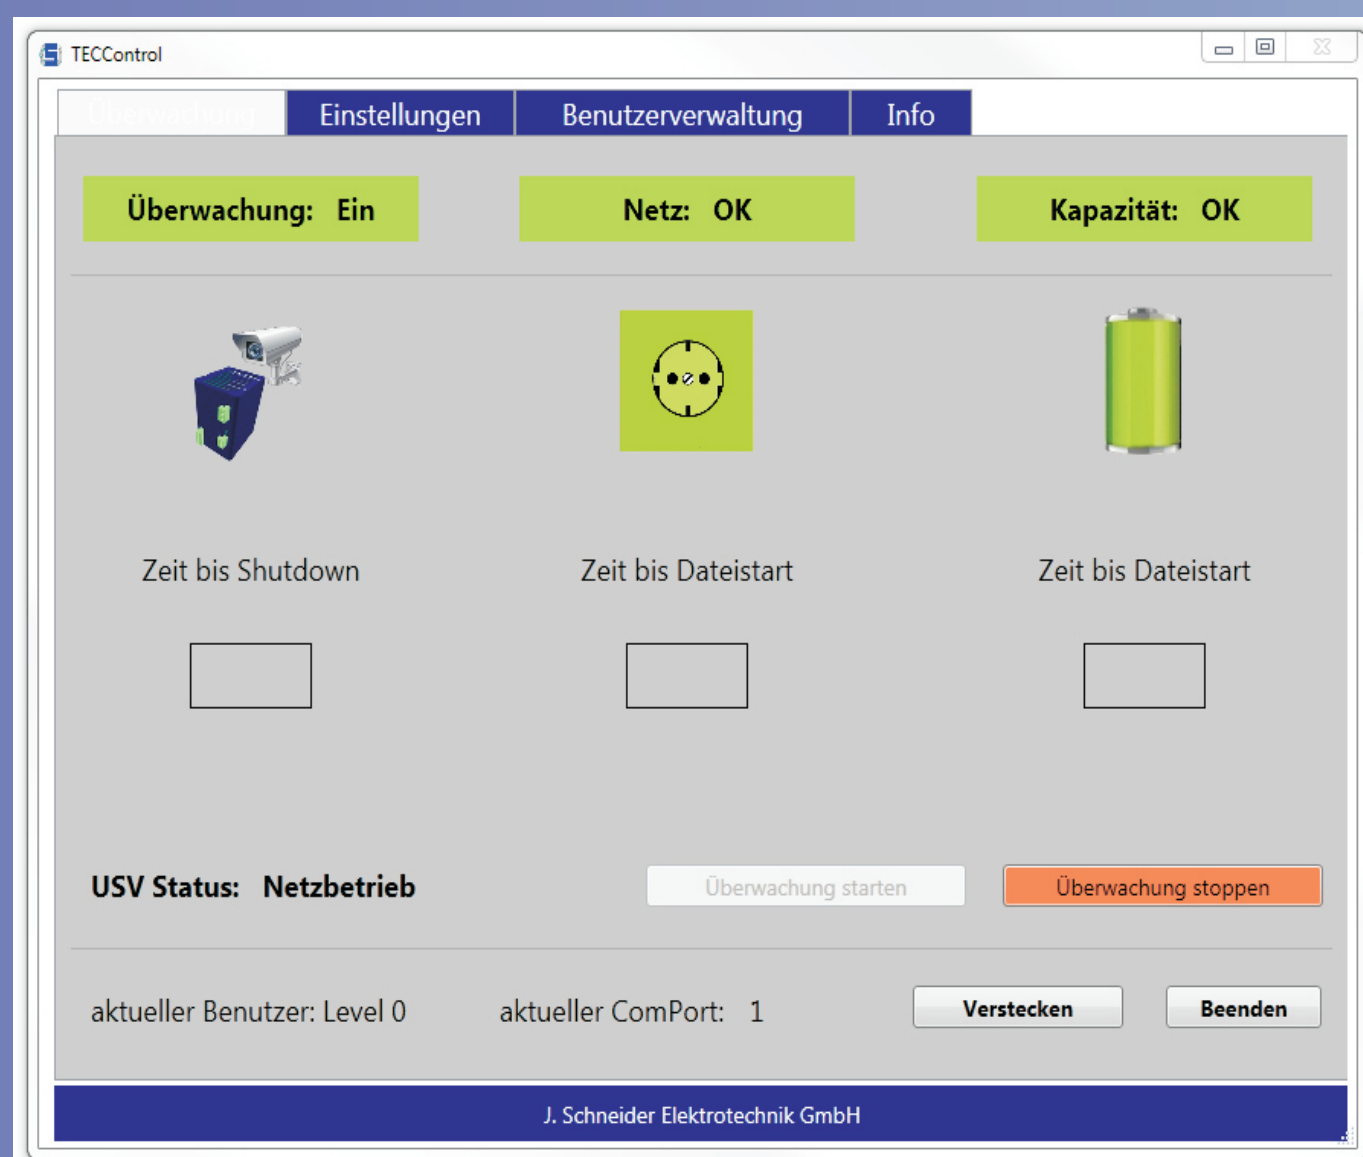 TECControl
Überwachung Einstellungen Benutzerverwaltung Info
Überwachung: Ein Netz: OK Kapazität: OK
Zeit bis Shutdown Zeit bis Dateistart Zeit bis Dateistart
USV Status: Netzbetrieb Überwachung starten Überwachung stoppen
aktueller Benutzer: Level 0 aktueller ComPort: 1 Verstecken Beenden
J. Schneider Elektrotechnik GmbH